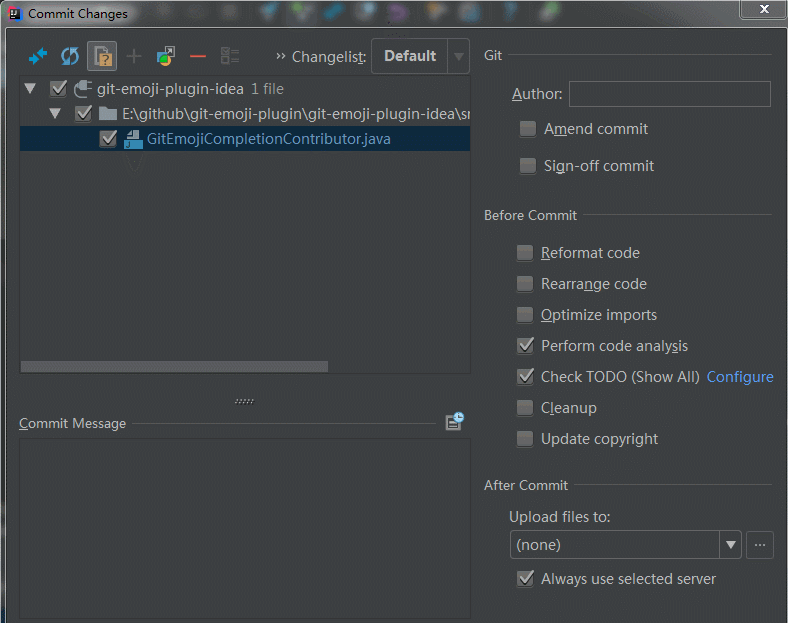 Commit Changes
Changelist: Default
git-emoji-plugin-idea 1 file
E:\github\git-emoji-plugin\git-emoji-plugin-idea\sr
GitEmojiCompletionContributor.java
Commit Message
Git
Author:
Amend commit
Sign-off commit
Before Commit
Reformat code
Rearrange code
Optimize imports
Perform code analysis
Check TODO (Show All) Configure
Cleanup
Update copyright
After Commit
Upload files to:
(none)
...
Always use selected server